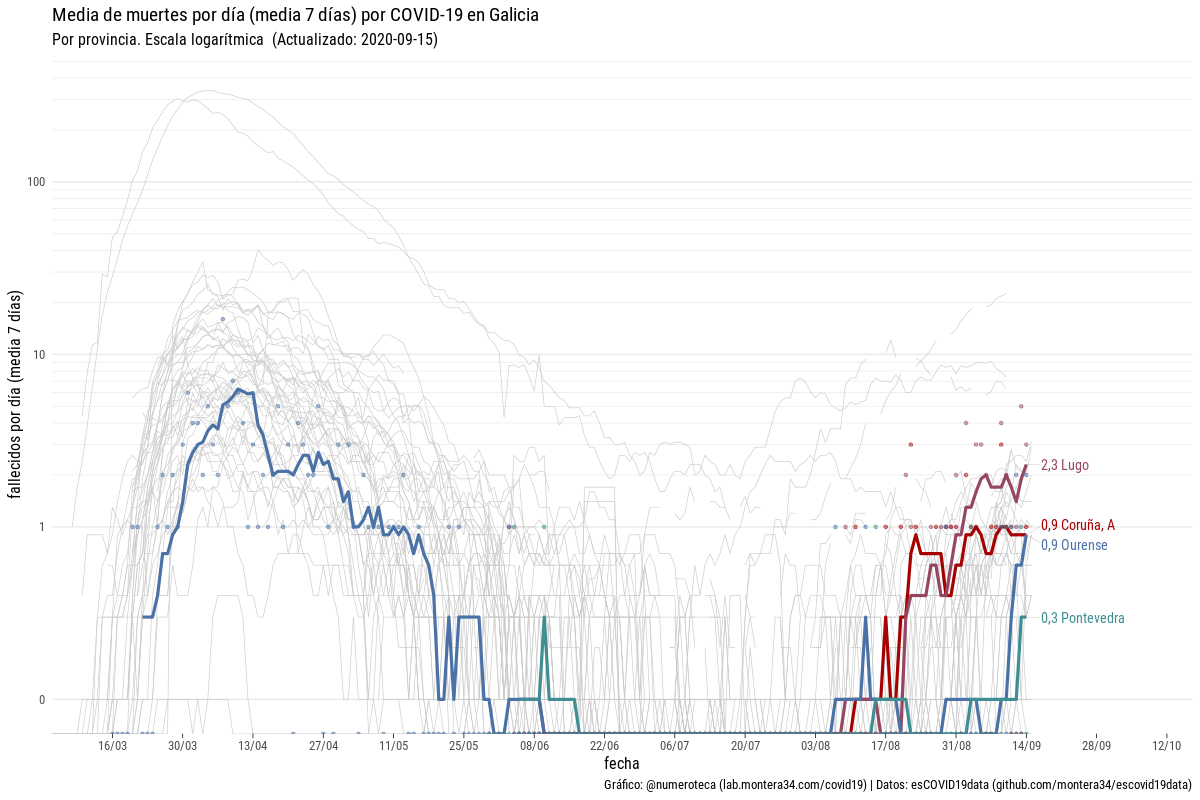 Media de muertes por día (media 7 días) por COVID-19 en Galicia
Por provincia. Escala logarítmica (Actualizado: 2020-09-15)
fallecidos por día (media 7 días)
100
10
1
0
2,3 Lugo
0,9 Coruña, A
0,9 Ourense
0,3 Pontevedra
16/03 30/03 13/04 27/04 11/05 25/05 08/06 22/06 06/07 20/07 03/08 17/08 31/08 14/09 28/09 12/10
fecha
Gráfico: @numeroteca (lab.montera34.com/covid19) | Datos: esCOVID19data (github.com/montera34/escovid19data)